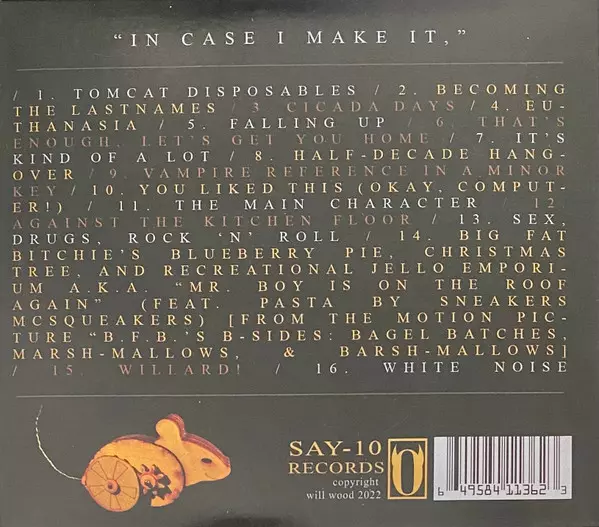 “IN CASE I MAKE IT,”
/ 1. TOMCAT DISPOSABLES / 2. BECOMING
THE LASTNAMES / 3. CICADA DAYS / 4. EU-
THANASIA / 5. FALLING UP / 6. THAT'S
ENOUGH, LET'S GET YOU HOME / 7. IT'S
KIND OF A LOT / 8. HALF-DECADE HANG-
OVER / 9. VAMPIRE REFERENCE IN A MINOR
KEY / 10. YOU LIKED THIS (OKAY, COMPUT-
ER!) / 11. THE MAIN CHARACTER / 12.
AGAINST THE KITCHEN FLOOR / 13. SEX,
DRUGS, ROCK 'N' ROLL / 14. BIG FAT
BITCHIE'S BLUEBERRY PIE, CHRISTMAS
TREE, AND RECREATIONAL JELLO EMPORI-
UM A.K.A. “MR. BOY IS ON THE ROOF
AGAIN” (FEAT. PASTA BY SNEAKERS
MCSQUEAKERS) [FROM THE MOTION PIC-
TURE “B.F.B.'S B-SIDES: BAGEL BATCHES,
MARSH-MALLOWS, & BARSH-MALLOWS]
/ 15. WILLARD! / 16. WHITE NOISE
SAY-10
RECORDS
copyright
will wood 2022
6 49584 11362 3